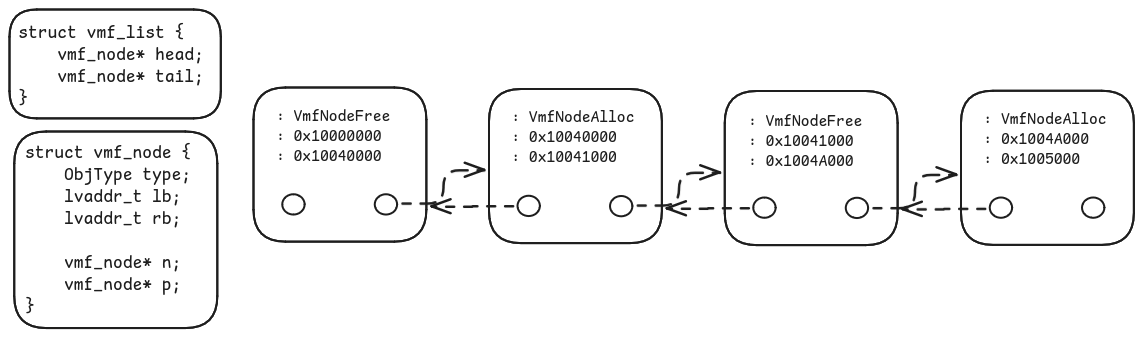 struct vmf_list {
vmf_node* head;
vmf_node* tail;
}
struct vmf_node {
ObjType type;
lvaddr_t lb;
lvaddr_t rb;
vmf_node* n;
vmf_node* p;
}
: VmfNodeFree
: 0x10000000
: 0x10040000
: VmfNodeAlloc
: 0x10040000
: 0x10041000
: VmfNodeFree
: 0x10041000
: 0x1004A000
: VmfNodeAlloc
: 0x1004A000
: 0x1005000